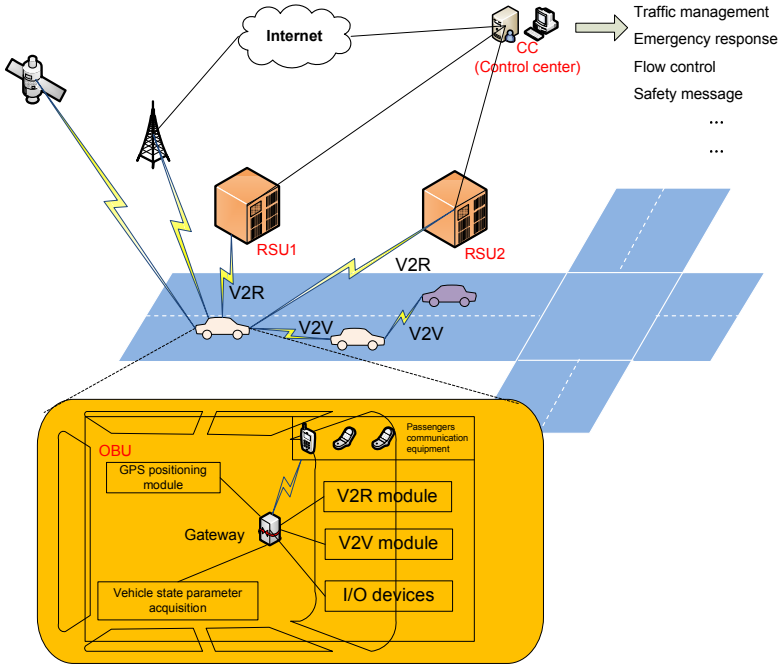 Internet
CC
(Control center)
Traffic management
Emergency response
Flow control
Safety message
...
...
RSU1
RSU2
V2R
V2R
V2V
V2V
Passengers
communication
equipment
OBU
GPS positioning
module
V2R module
Gateway
V2V module
Vehicle state parameter
acquisition
I/O devices